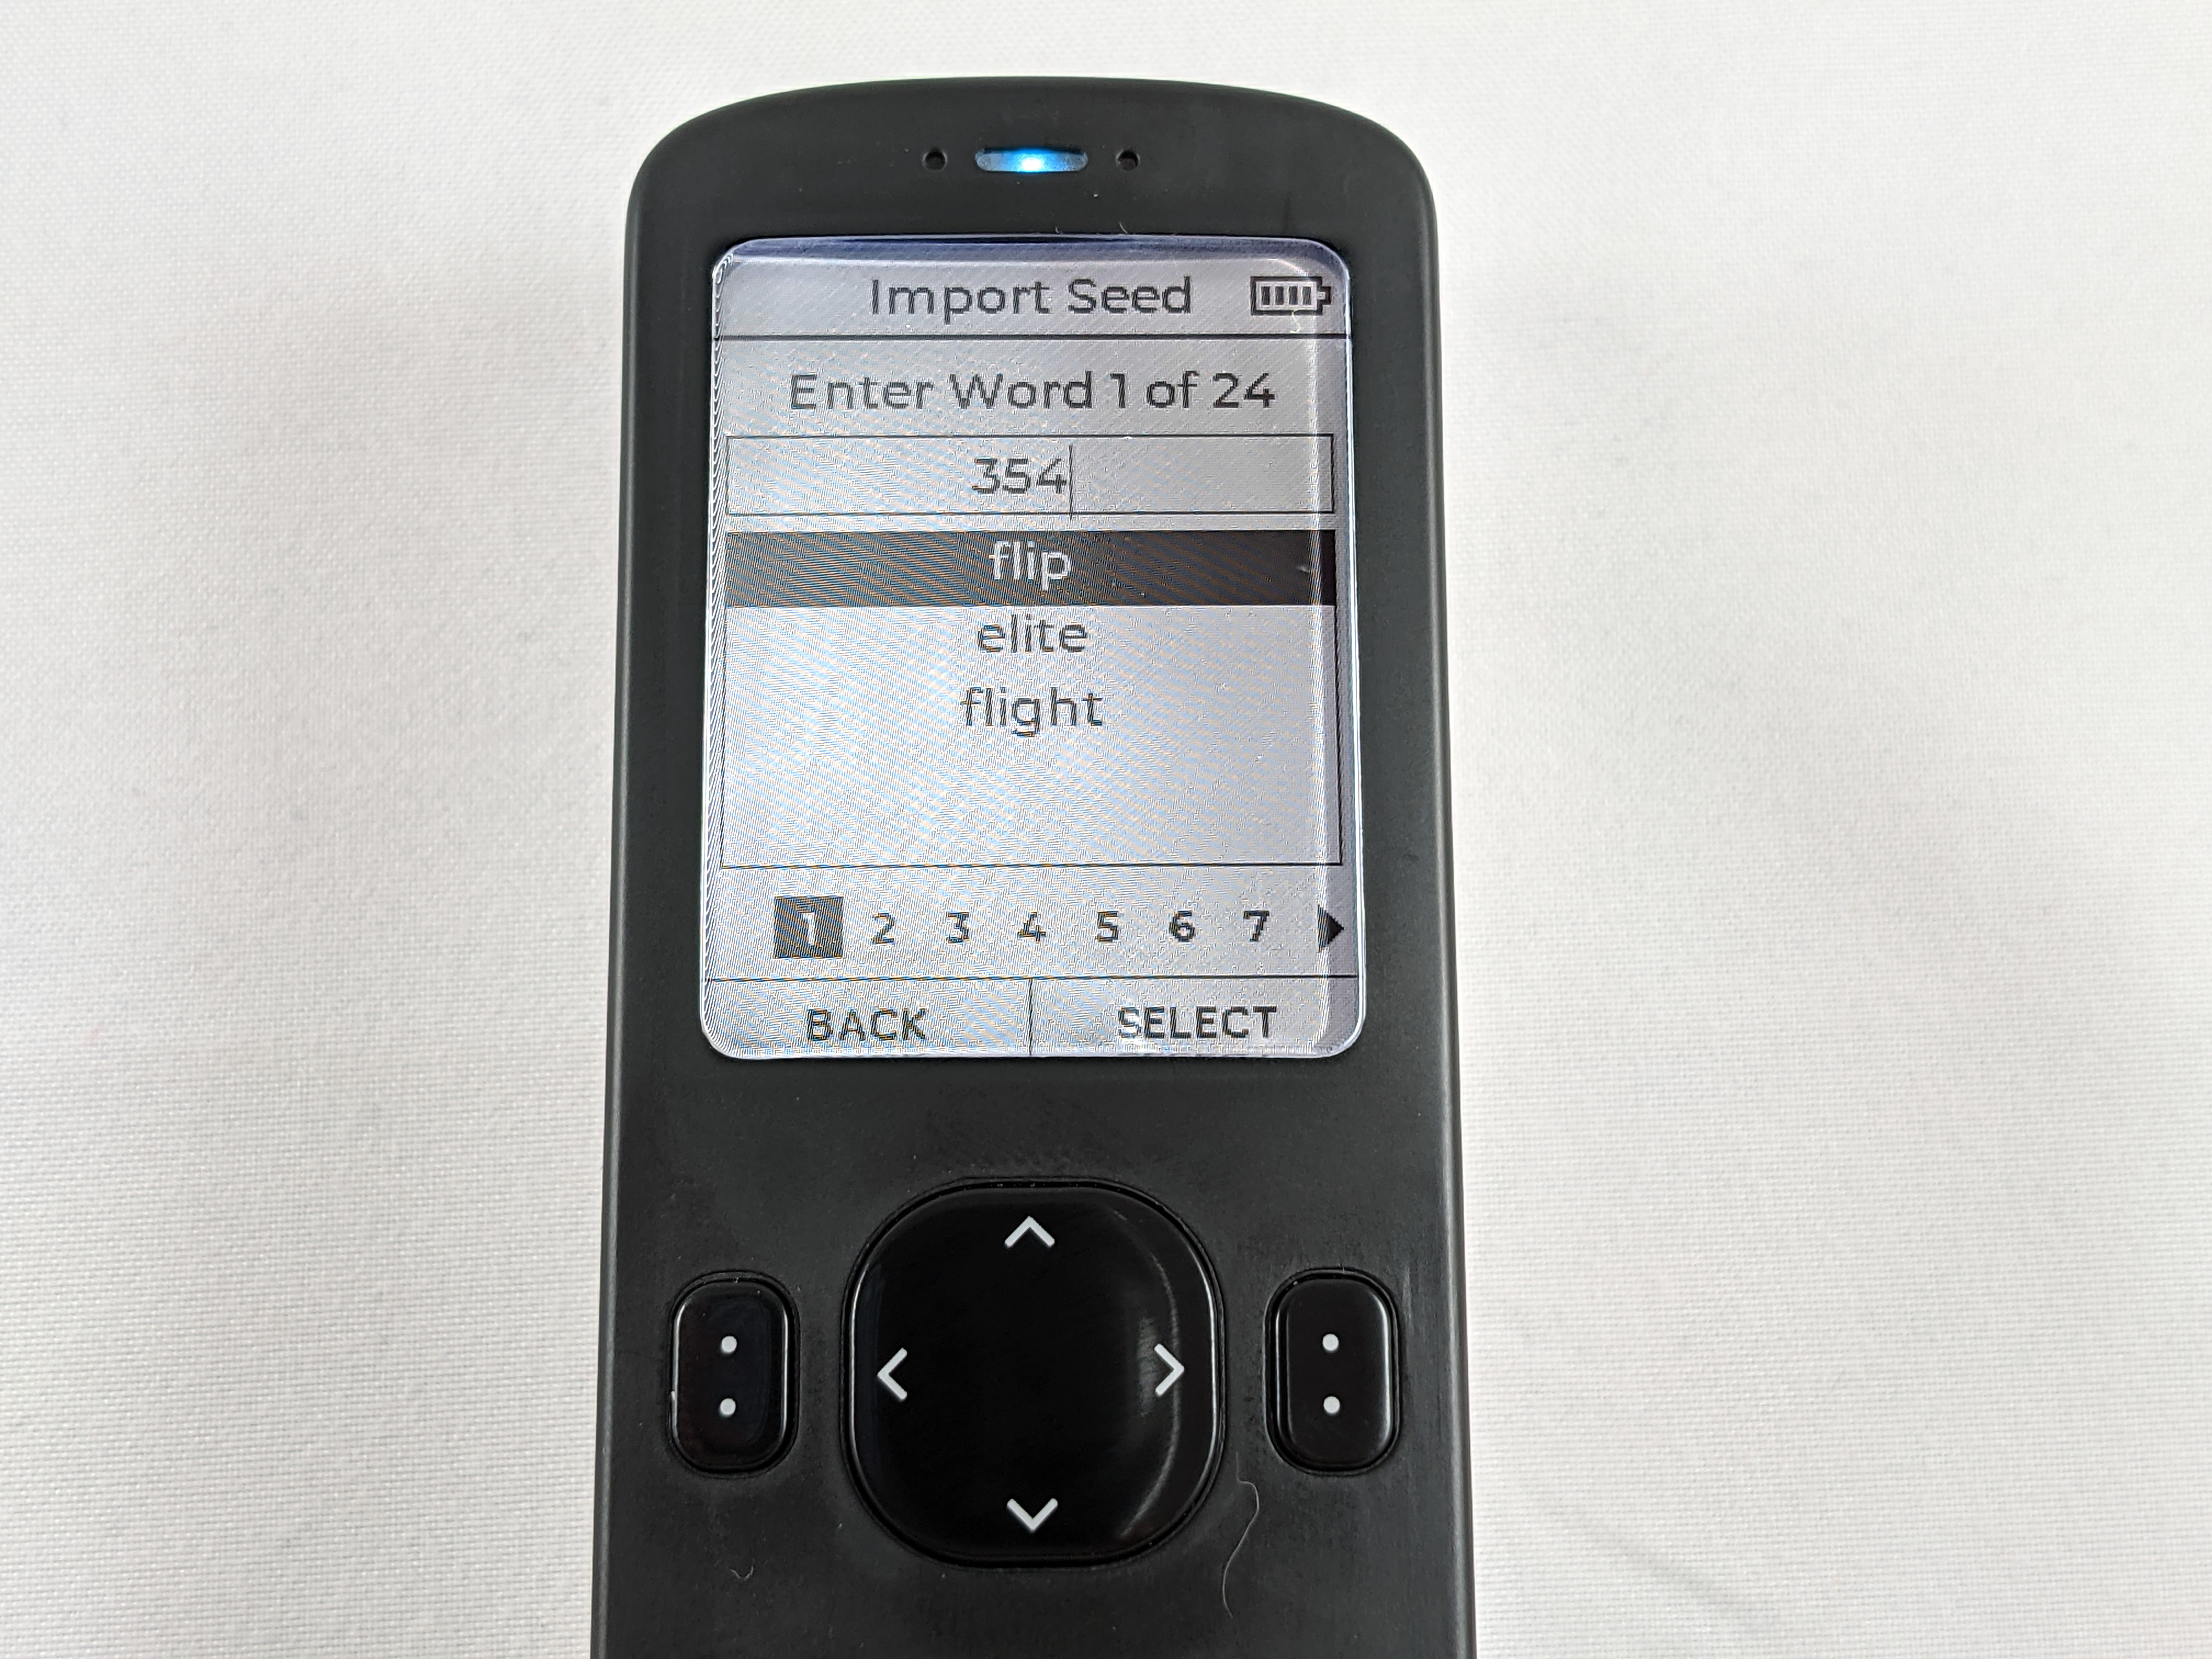 Import Seed
Enter Word 1 of 24
354
flip
elite
flight
1 2 3 4 5 6 7
BACK SELECT